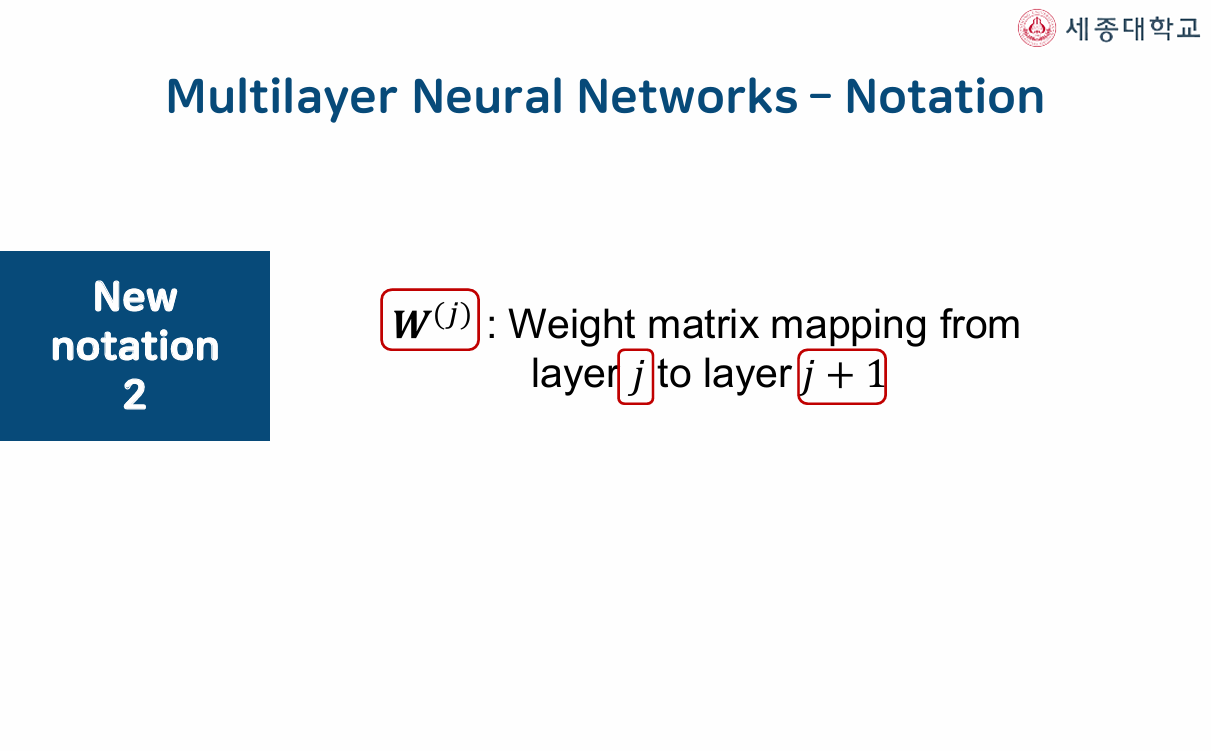 세종대학교
Multilayer Neural Networks – Notation
New
notation
2
W^(j) : Weight matrix mapping from
layer j to layer j + 1